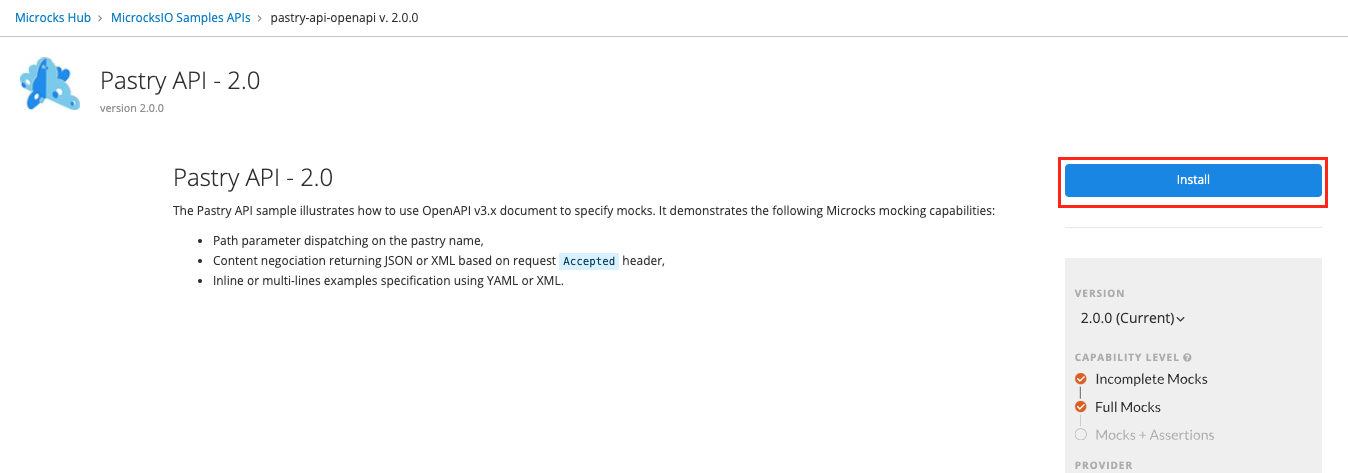 Microcks Hub > MicrocksIO Samples APIs > pastry-api-openapi v. 2.0.0
Pastry API - 2.0
version 2.0.0
Pastry API - 2.0
The Pastry API sample illustrates how to use OpenAPI v3.x document to specify mocks. It demonstrates the following Microcks mocking capabilities:
• Path parameter dispatching on the pastry name,
• Content negociation returning JSON or XML based on request Accepted header,
• Inline or multi-lines examples specification using YAML or XML.
Install
VERSION
2.0.0 (Current)
CAPABILITY LEVEL
Incomplete Mocks
Full Mocks
Mocks + Assertions
PROVIDER